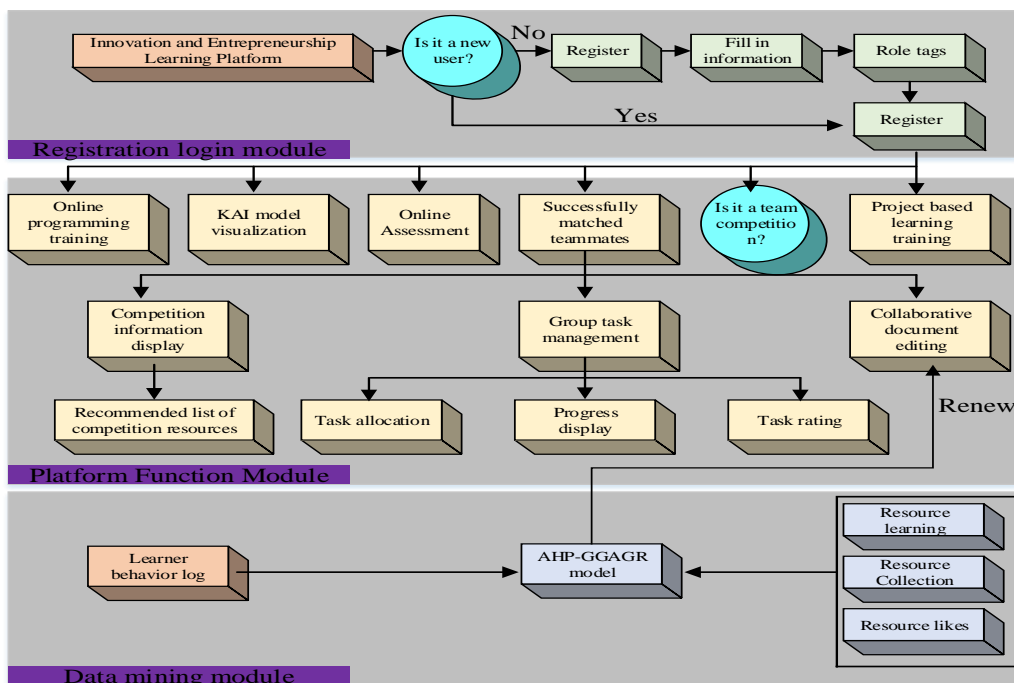 Innovation and Entrepreneurship
Learning Platform
Is it a new
user?
No
Register
Fill in
information
Role tags
Yes
Register
Registration login module
Online
programming
training
KAI model
visualization
Online
Assessment
Successfully
matched
teammates
Is it a team
competitio
n?
Project based
learning
training
Competition
information
display
Group task
management
Collaborative
document
editing
Recommended list of
competition resources
Task allocation
Progress
display
Task rating
Renew
Platform Function Module
Resource
learning
Learner
behavior log
AHP-GGAGR
model
Resource
Collection
Resource likes
Data mining module